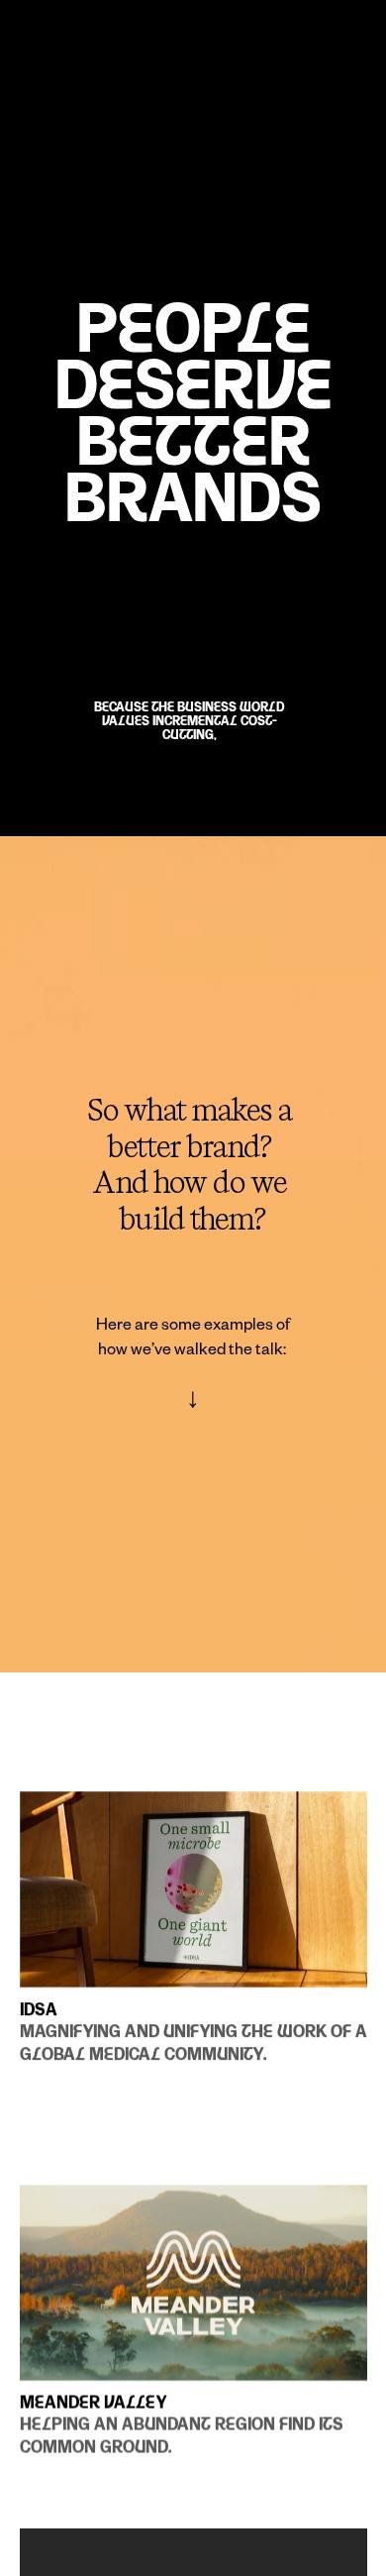 PEOPLE
DESERVE
BETTER
BRANDS
BECAUSE THE BUSINESS WORLD
VALUES INCREMENTAL COST-
CUTTING.
So what makes a
better brand?
And how do we
build them?
Here are some examples of
how we’ve walked the talk:
↓
One small
microbe
One giant
world
IDSA
IDSA
MAGNIFYING AND UNIFYING THE WORK OF A
GLOBAL MEDICAL COMMUNITY.
MEANDER
VALLEY
MEANDER VALLEY
HELPING AN ABUNDANT REGION FIND ITS
COMMON GROUND.